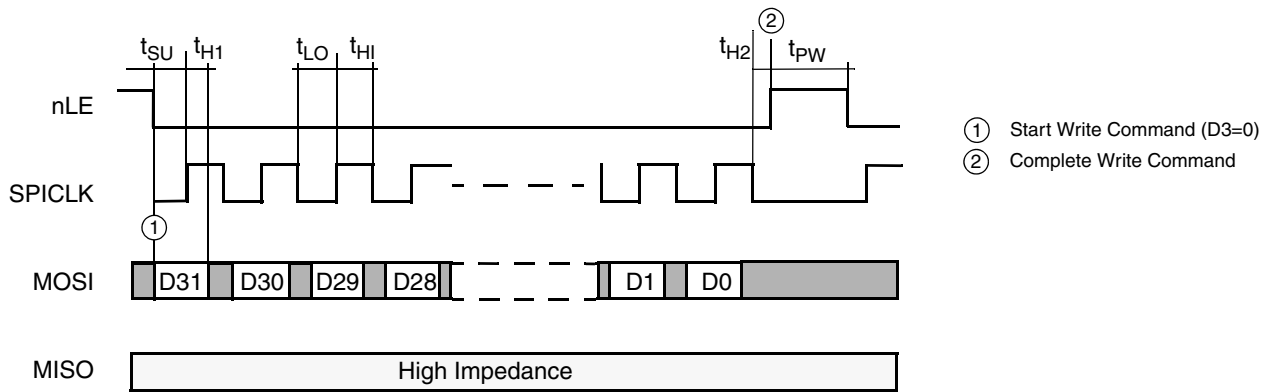 ②
tSU tH1 tLO tHI tH2 tPW
nLE
① Start Write Command (D3=0)
② Complete Write Command
SPICLK
①
MOSI D31 D30 D29 D28 D1 D0
MISO High Impedance